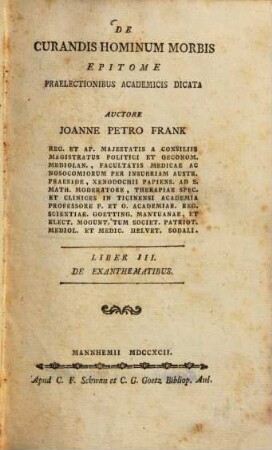 DE
CURANDIS HOMINUM MORBIS
EPITOME
PRAELECTIONIBUS ACADEMICIS DICATA
AUCTORE
JOANNE PETRO FRANK
REG. ET AP. MAJESTATIS A CONSILIIS
MAGISTRATUS POLITICI ET OECONOM.
MEDIOLAN., FACULTATIS MEDICAE AC
NOSOCOMIORUM PER INSUBRIAM AUSTR.
PRAESIDE, XENODOCHII PAPIENS. AD S.
MATH. MODERATORE, THERAPIAE SPEC.
ET CLINICES IN TICINENSI ACADEMIA
PROFESSORE P. ET O. ACADEMIAR. REG.
SCIENTIAR. GOETTING. MANTUANAE, ET
ELECT. MOGUNT. TUM SOCIET. PATRIOT.
MEDIOL. ET MEDIC. HELVET. SODALI.
LIBER III.
DE EXANTHEMATIBUS.
MANNHEMII MDCCXCII.
Apud C. F. Schwan et C. G. Goetz Bibliop. Aul.